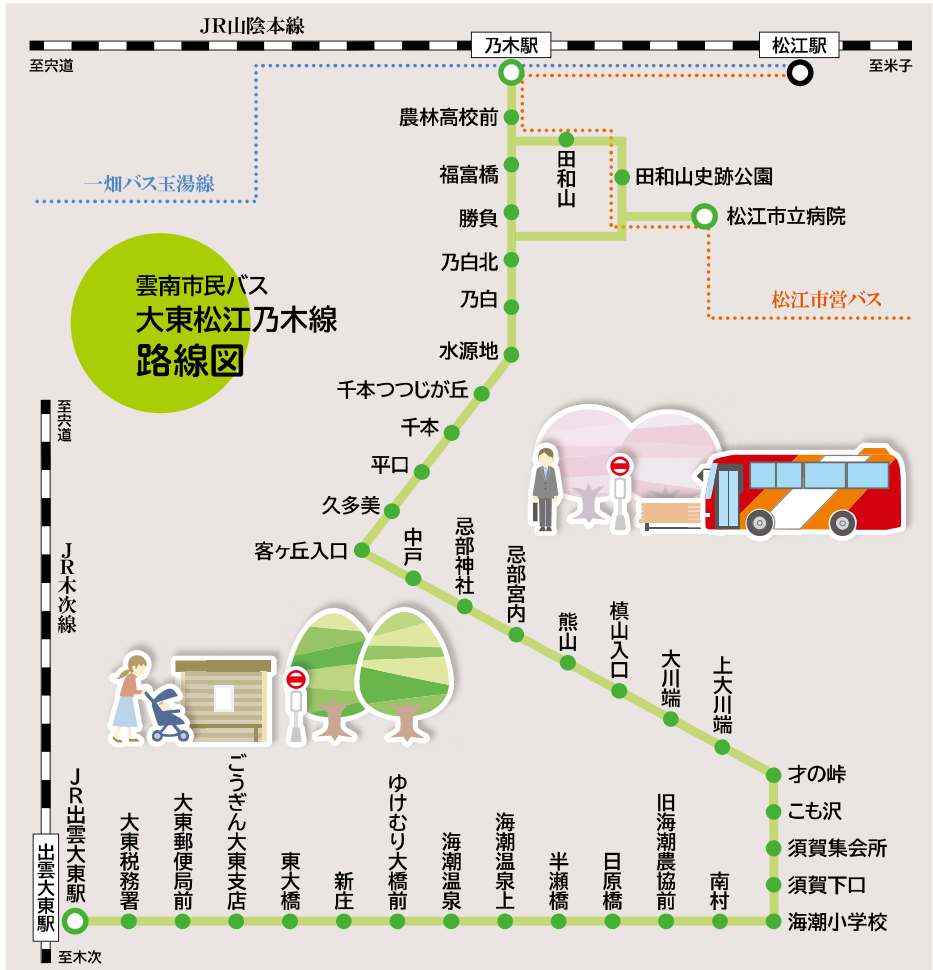 JR山陰本線
乃木駅
松江駅
至宍道
至米子
農林高校前
田和山
福富橋
田和山史跡公園
一畑バス玉湯線
勝負
松江市立病院
乃白北
乃白
松江市営バス
雲南市民バス
大東松江乃木線
路線図
水源地
千本つつじが丘
千本
平口
久多美
客ヶ丘入口
至宍道
JR木次線
中戸
忌部神社
忌部宮内
熊山
槙山入口
大川端
上大川端
才の峠
こも沢
須賀集会所
須賀下口
海潮小学校
JR出雲大東駅
大東税務署
大東郵便局前
ごうぎん大東支店
東大橋
新庄
ゆけむり大橋前
海潮温泉
海潮温泉上
半瀬橋
日原橋
旧海潮農協前
南村
出雲大東駅
至木次